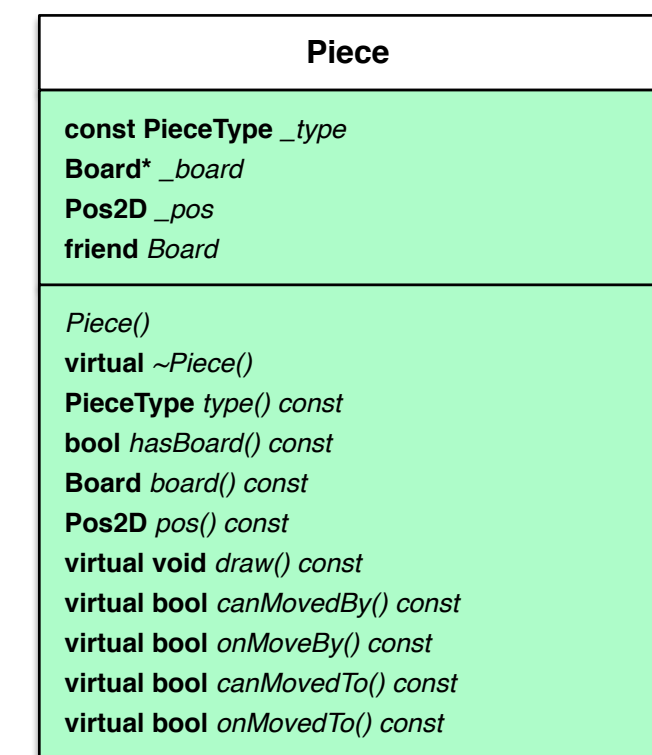 Piece
const PieceType _type
Board* _board
Pos2D _pos
friend Board
Piece()
virtual ~Piece()
PieceType type() const
bool hasBoard() const
Board board() const
Pos2D pos() const
virtual void draw() const
virtual bool canMovedBy() const
virtual bool onMoveBy() const
virtual bool canMovedTo() const
virtual bool onMovedTo() const